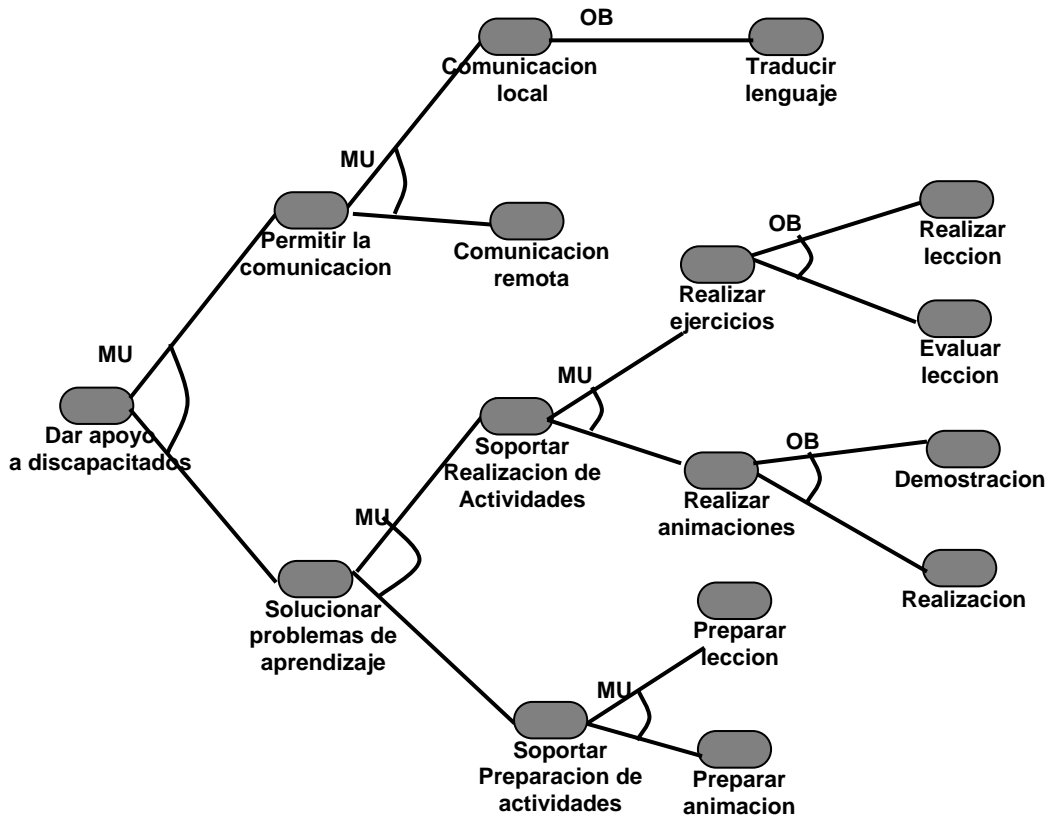 OB
Comunicacion
local
Traducir
lenguaje
MU
Permitir la
comunicacion
Comunicacion
remota
OB
Realizar
leccion
Realizar
ejercicios
Evaluar
leccion
MU
Dar apoyo
a discapacitados
MU
Soportar
Realizacion de
Actividades
OB
Realizar
animaciones
Demostracion
Realizacion
MU
Solucionar
problemas de
aprendizaje
Preparar
leccion
MU
Soportar
Preparacion de
actividades
Preparar
animacion